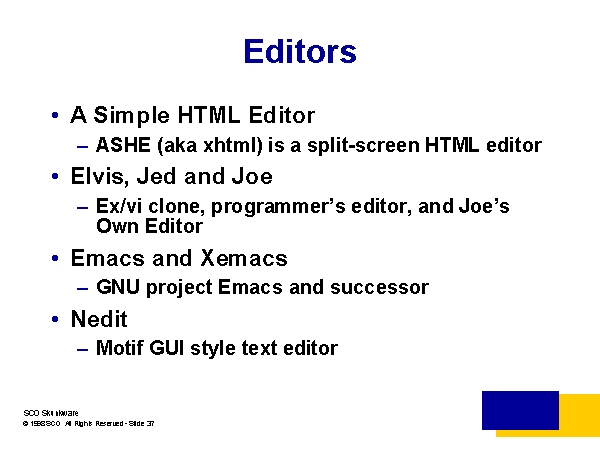 Editors
• A Simple HTML Editor
– ASHE (aka xhtml) is a split-screen HTML editor
• Elvis, Jed and Joe
– Ex/vi clone, programmer’s editor, and Joe’s
Own Editor
• Emacs and Xemacs
– GNU project Emacs and successor
• Nedit
– Motif GUI style text editor
SCO Skunkware
© 1998 SCO All Rights Reserved - Slide 37